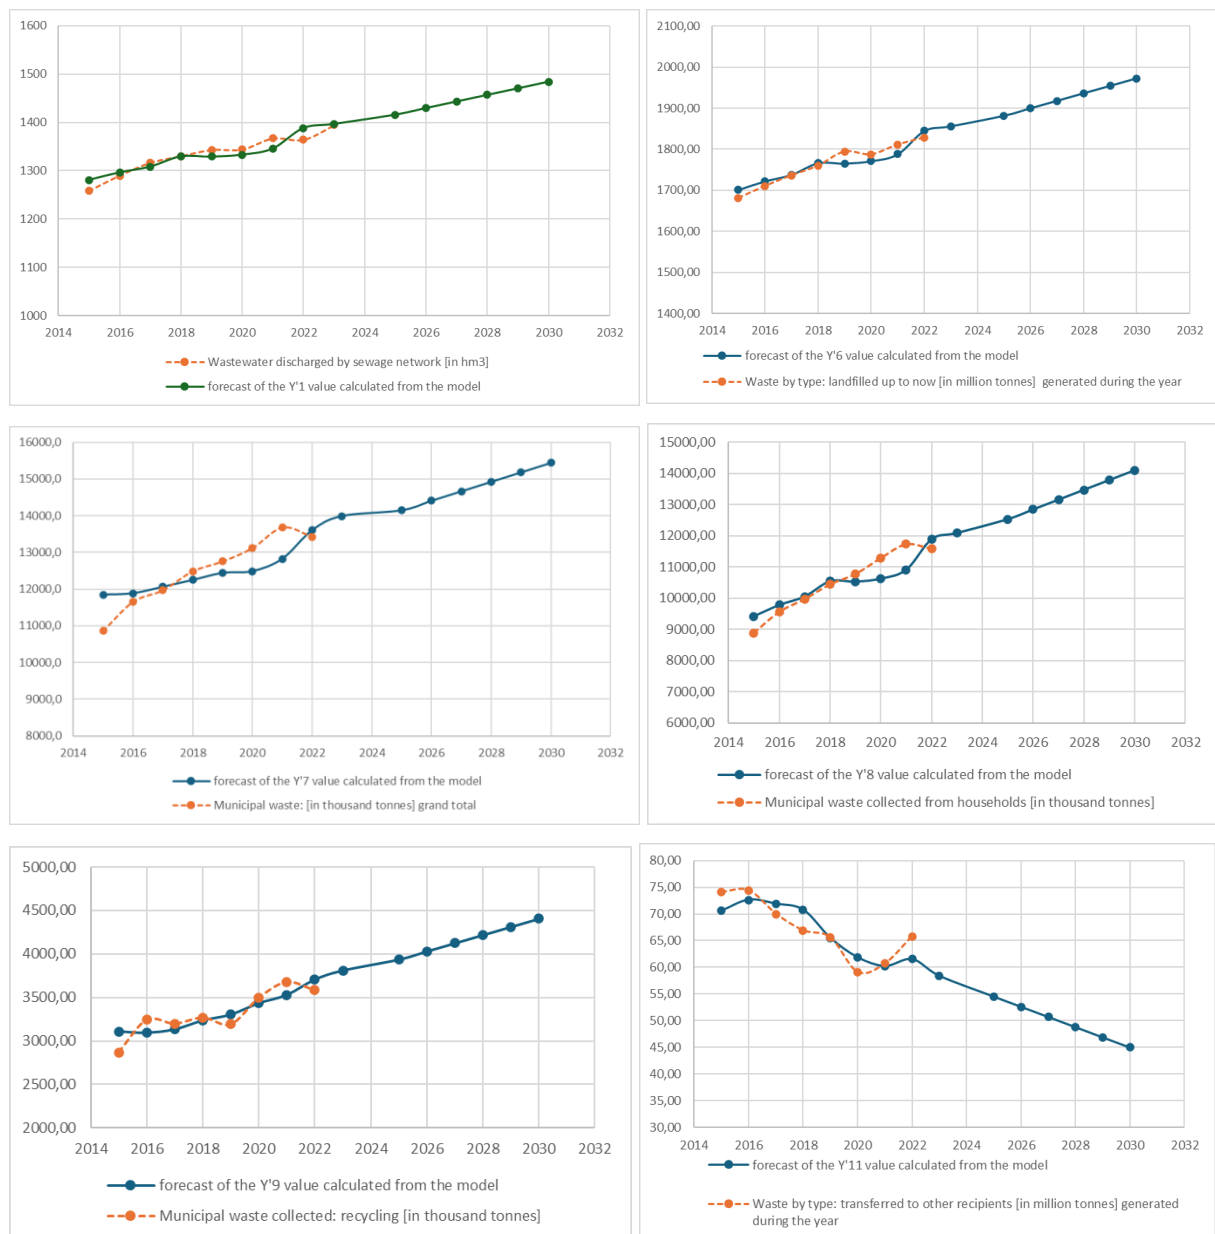 1600
1500
1400
1300
1200
1100
1000
2014 2016 2018 2020 2022 2024 2026 2028 2030 2032
Wastewater discharged by sewage network [in hm3]
forecast of the Y'1 value calculated from the model
2100,00
2000,00
1900,00
1800,00
1700,00
1600,00
1500,00
1400,00
2014 2016 2018 2020 2022 2024 2026 2028 2030 2032
forecast of the Y'6 value calculated from the model
Waste by type: landfilled up to now [in million tonnes] generated during the year
16000,0
15000,0
14000,0
13000,0
12000,0
11000,0
10000,0
9000,0
8000,0
2014 2016 2018 2020 2022 2024 2026 2028 2030 2032
forecast of the Y'7 value calculated from the model
Municipal waste: [in thousand tonnes] grand total
15000,00
14000,00
13000,00
12000,00
11000,00
10000,00
9000,00
8000,00
7000,00
6000,00
2014 2016 2018 2020 2022 2024 2026 2028 2030 2032
forecast of the Y'8 value calculated from the model
Municipal waste collected from households [in thousand tonnes]
5000,00
4500,00
4000,00
3500,00
3000,00
2500,00
2000,00
2014 2016 2018 2020 2022 2024 2026 2028 2030 2032
forecast of the Y'9 value calculated from the model
Municipal waste collected: recycling [in thousand tonnes]
80,00
75,00
70,00
65,00
60,00
55,00
50,00
45,00
40,00
35,00
30,00
2014 2016 2018 2020 2022 2024 2026 2028 2030 2032
forecast of the Y'11 value calculated from the model
Waste by type: transferred to other recipients [in million tonnes] generated
during the year